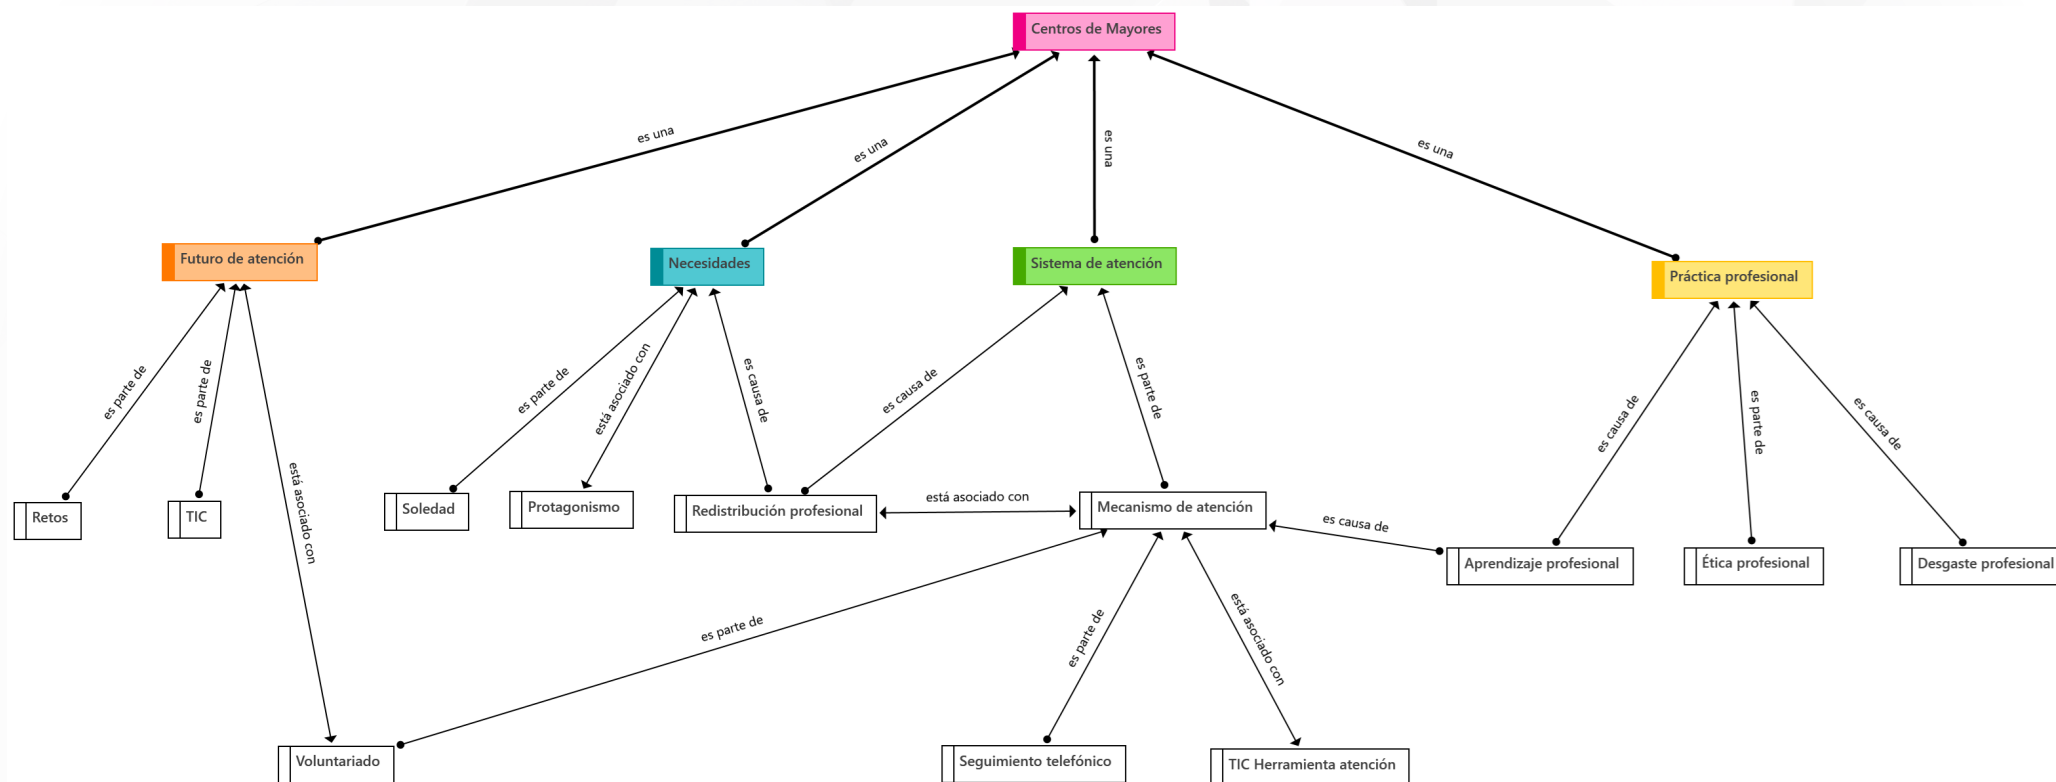 Centros de Mayores
es una
es una
es una
es una
Futuro de atención
Necesidades
Sistema de atención
Práctica profesional
es parte de
es parte de
está asociado con
es parte de
está asociado con
es causa de
es causa de
es parte de
es causa de
es parte de
es causa de
Retos
TIC
Soledad
Protagonismo
Redistribución profesional
está asociado con
Mecanismo de atención
es causa de
Aprendizaje profesional
Ética profesional
Desgaste profesional
es parte de
es parte de
está asociado con
Voluntariado
Seguimiento telefónico
TIC Herramienta atención